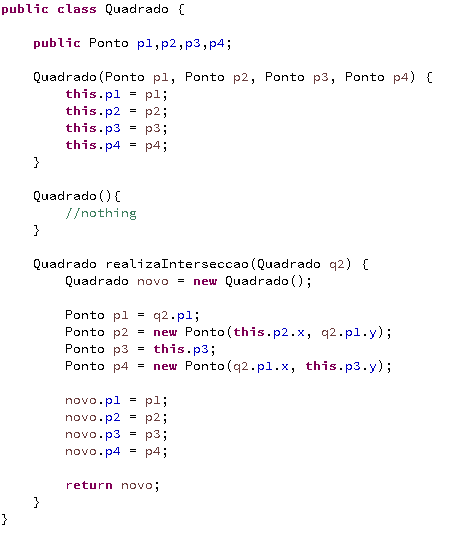 public class Quadrado {
public Ponto p1,p2,p3,p4;
Quadrado(Ponto p1, Ponto p2, Ponto p3, Ponto p4) {
this.p1 = p1;
this.p2 = p2;
this.p3 = p3;
this.p4 = p4;
}
Quadrado(){
//nothing
}
Quadrado realizaInterseccao(Quadrado q2) {
Quadrado novo = new Quadrado();
Ponto p1 = q2.p1;
Ponto p2 = new Ponto(this.p2.x, q2.p1.y);
Ponto p3 = this.p3;
Ponto p4 = new Ponto(q2.p1.x, this.p3.y);
novo.p1 = p1;
novo.p2 = p2;
novo.p3 = p3;
novo.p4 = p4;
return novo;
}
}